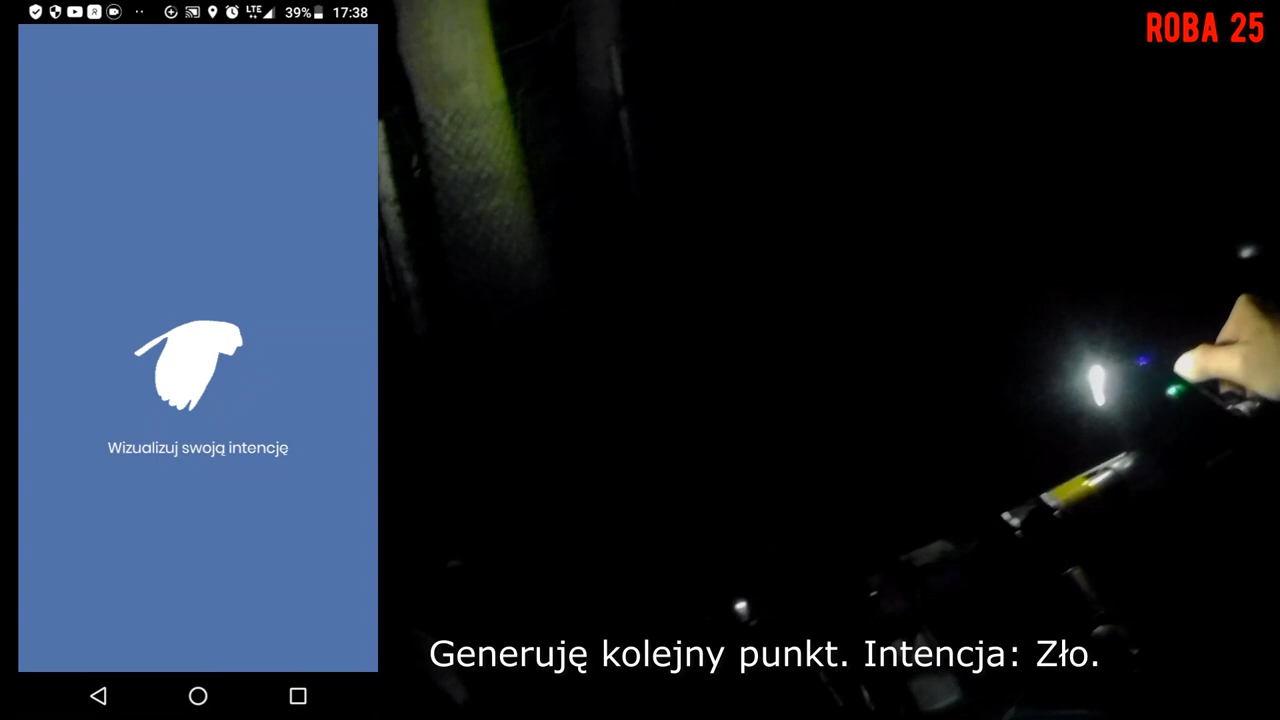 LTE 39% 17:38
ROBA 25
Wizualizuj swoją intencję
Generuję kolejny punkt. Intencja: Zło.